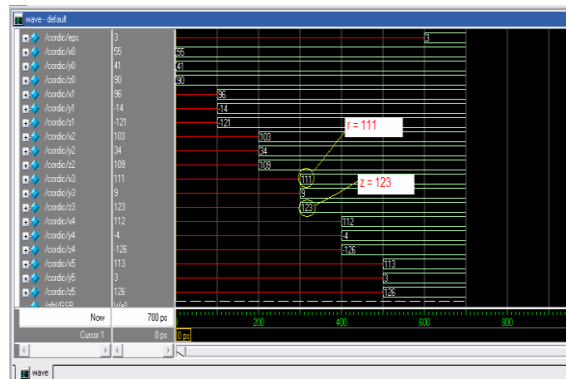 wave - default
/cordic/eps 3 3
/cordic/x0 55 55
/cordic/y0 41 41
/cordic/z0 90 90
/cordic/x1 96 96
/cordic/y1 -14 -14
/cordic/z1 -121 -121
/cordic/x2 103 103
/cordic/y2 34 34
/cordic/z2 109 109
/cordic/x3 111 111
/cordic/y3 9 9
/cordic/z3 123 123
/cordic/x4 112 112
/cordic/y4 -4 -4
/cordic/z4 -126 -126
/cordic/x5 113 113
/cordic/y5 3 3
/cordic/z5 126 126
r = 111
z = 123
Now 700 ps 200 400 600 800
Cursor 1 0 ps 0 ps
wave